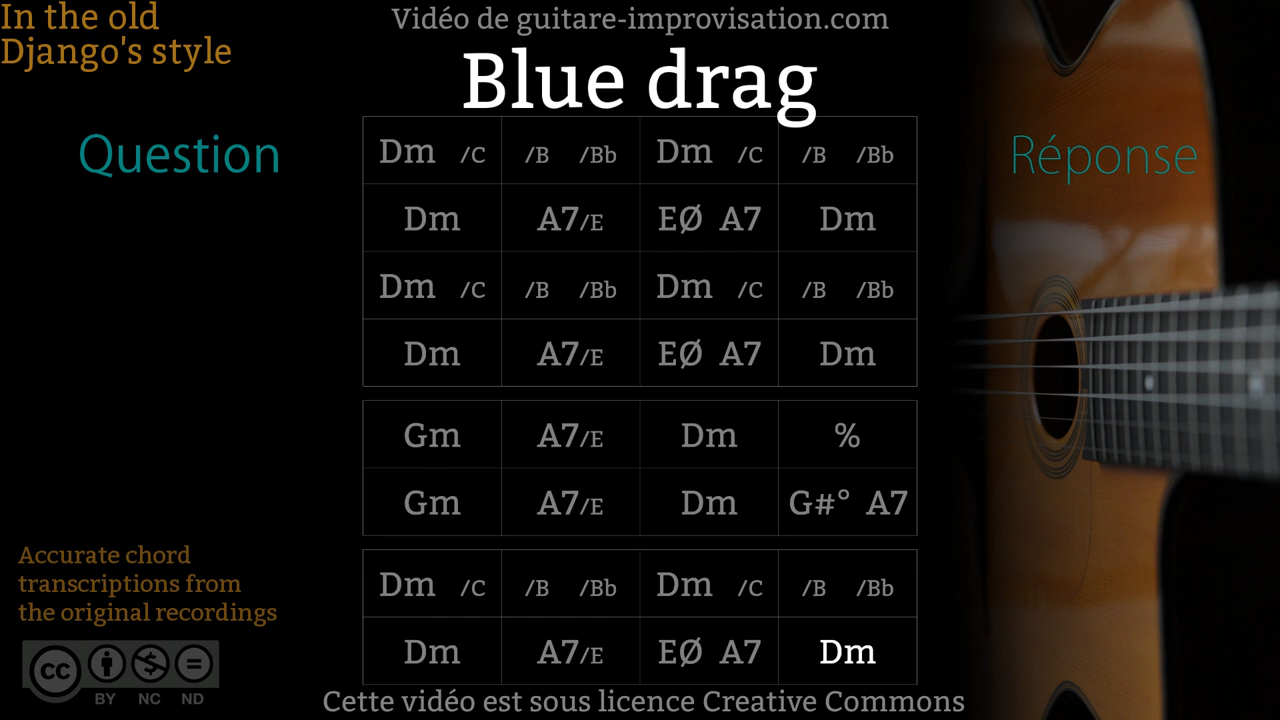 In the old
Django's style
Vidéo de guitare-improvisation.com
Blue drag
Question
Réponse
Dm /C /B /Bb Dm /C /B /Bb
Dm A7/E EØ A7 Dm
Dm /C /B /Bb Dm /C /B /Bb
Dm A7/E EØ A7 Dm
Gm A7/E Dm %
Gm A7/E Dm G#° A7
Dm /C /B /Bb Dm /C /B /Bb
Dm A7/E EØ A7 Dm
Accurate chord
transcriptions from
the original recordings
cc
BY NC ND
Cette vidéo est sous licence Creative Commons